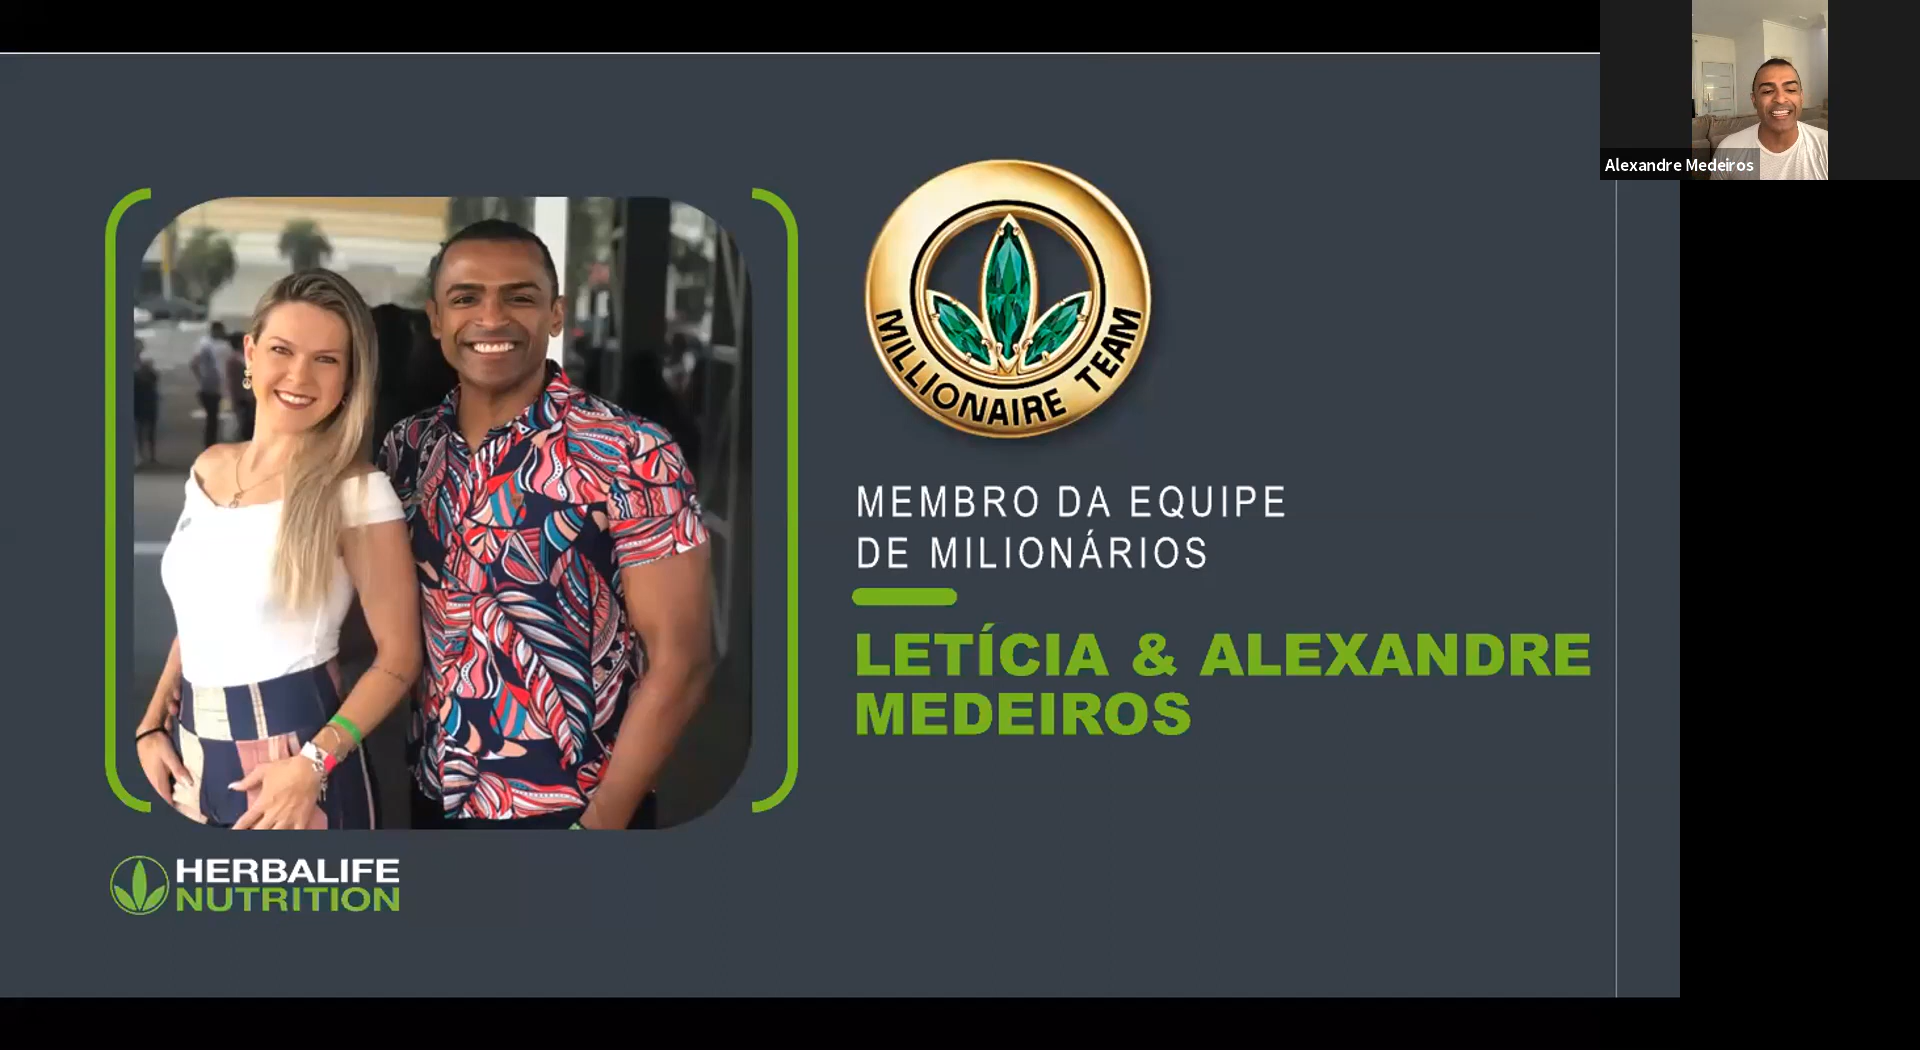 Alexandre Medeiros
MILLIONAIRE TEAM
MEMBRO DA EQUIPE
DE MILIONÁRIOS
LETÍCIA & ALEXANDRE
MEDEIROS
HERBALIFE
NUTRITION